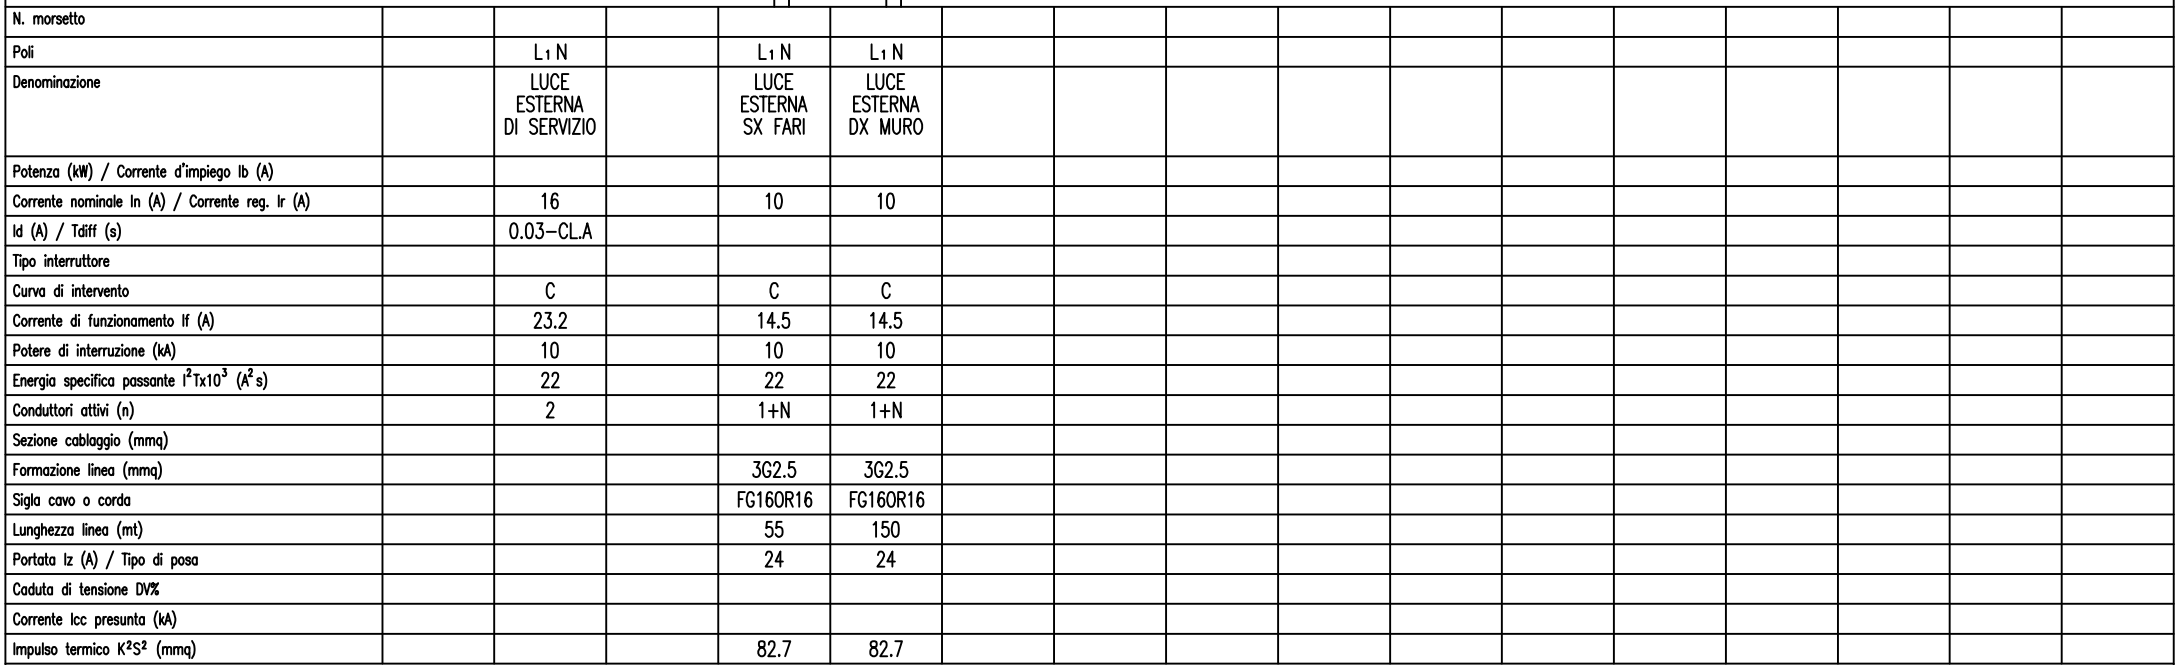 N. morsetto
Poli L1 N L1 N L1 N
Denominazione LUCE LUCE LUCE
ESTERNA ESTERNA ESTERNA
DI SERVIZIO SX FARI DX MURO
Potenza (kW) / Corrente d'impiego Ib (A)
Corrente nominale In (A) / Corrente reg. Ir (A) 16 10 10
Id (A) / Tdiff (s) 0.03-CL.A
Tipo interruttore
Curva di intervento C C C
Corrente di funzionamento If (A) 23.2 14.5 14.5
Potere di interruzione (kA) 10 10 10
Energia specifica passante I²Tx10³ (A²s) 22 22 22
Conduttori attivi (n) 2 1+N 1+N
Sezione cablaggio (mmq)
Formazione linea (mmq) 3G2.5 3G2.5
Sigla cavo o corda FG16OR16 FG16OR16
Lunghezza linea (mt) 55 150
Portata Iz (A) / Tipo di posa 24 24
Caduta di tensione DV%
Corrente Icc presunta (kA)
Impulso termico K²S² (mmq) 82.7 82.7